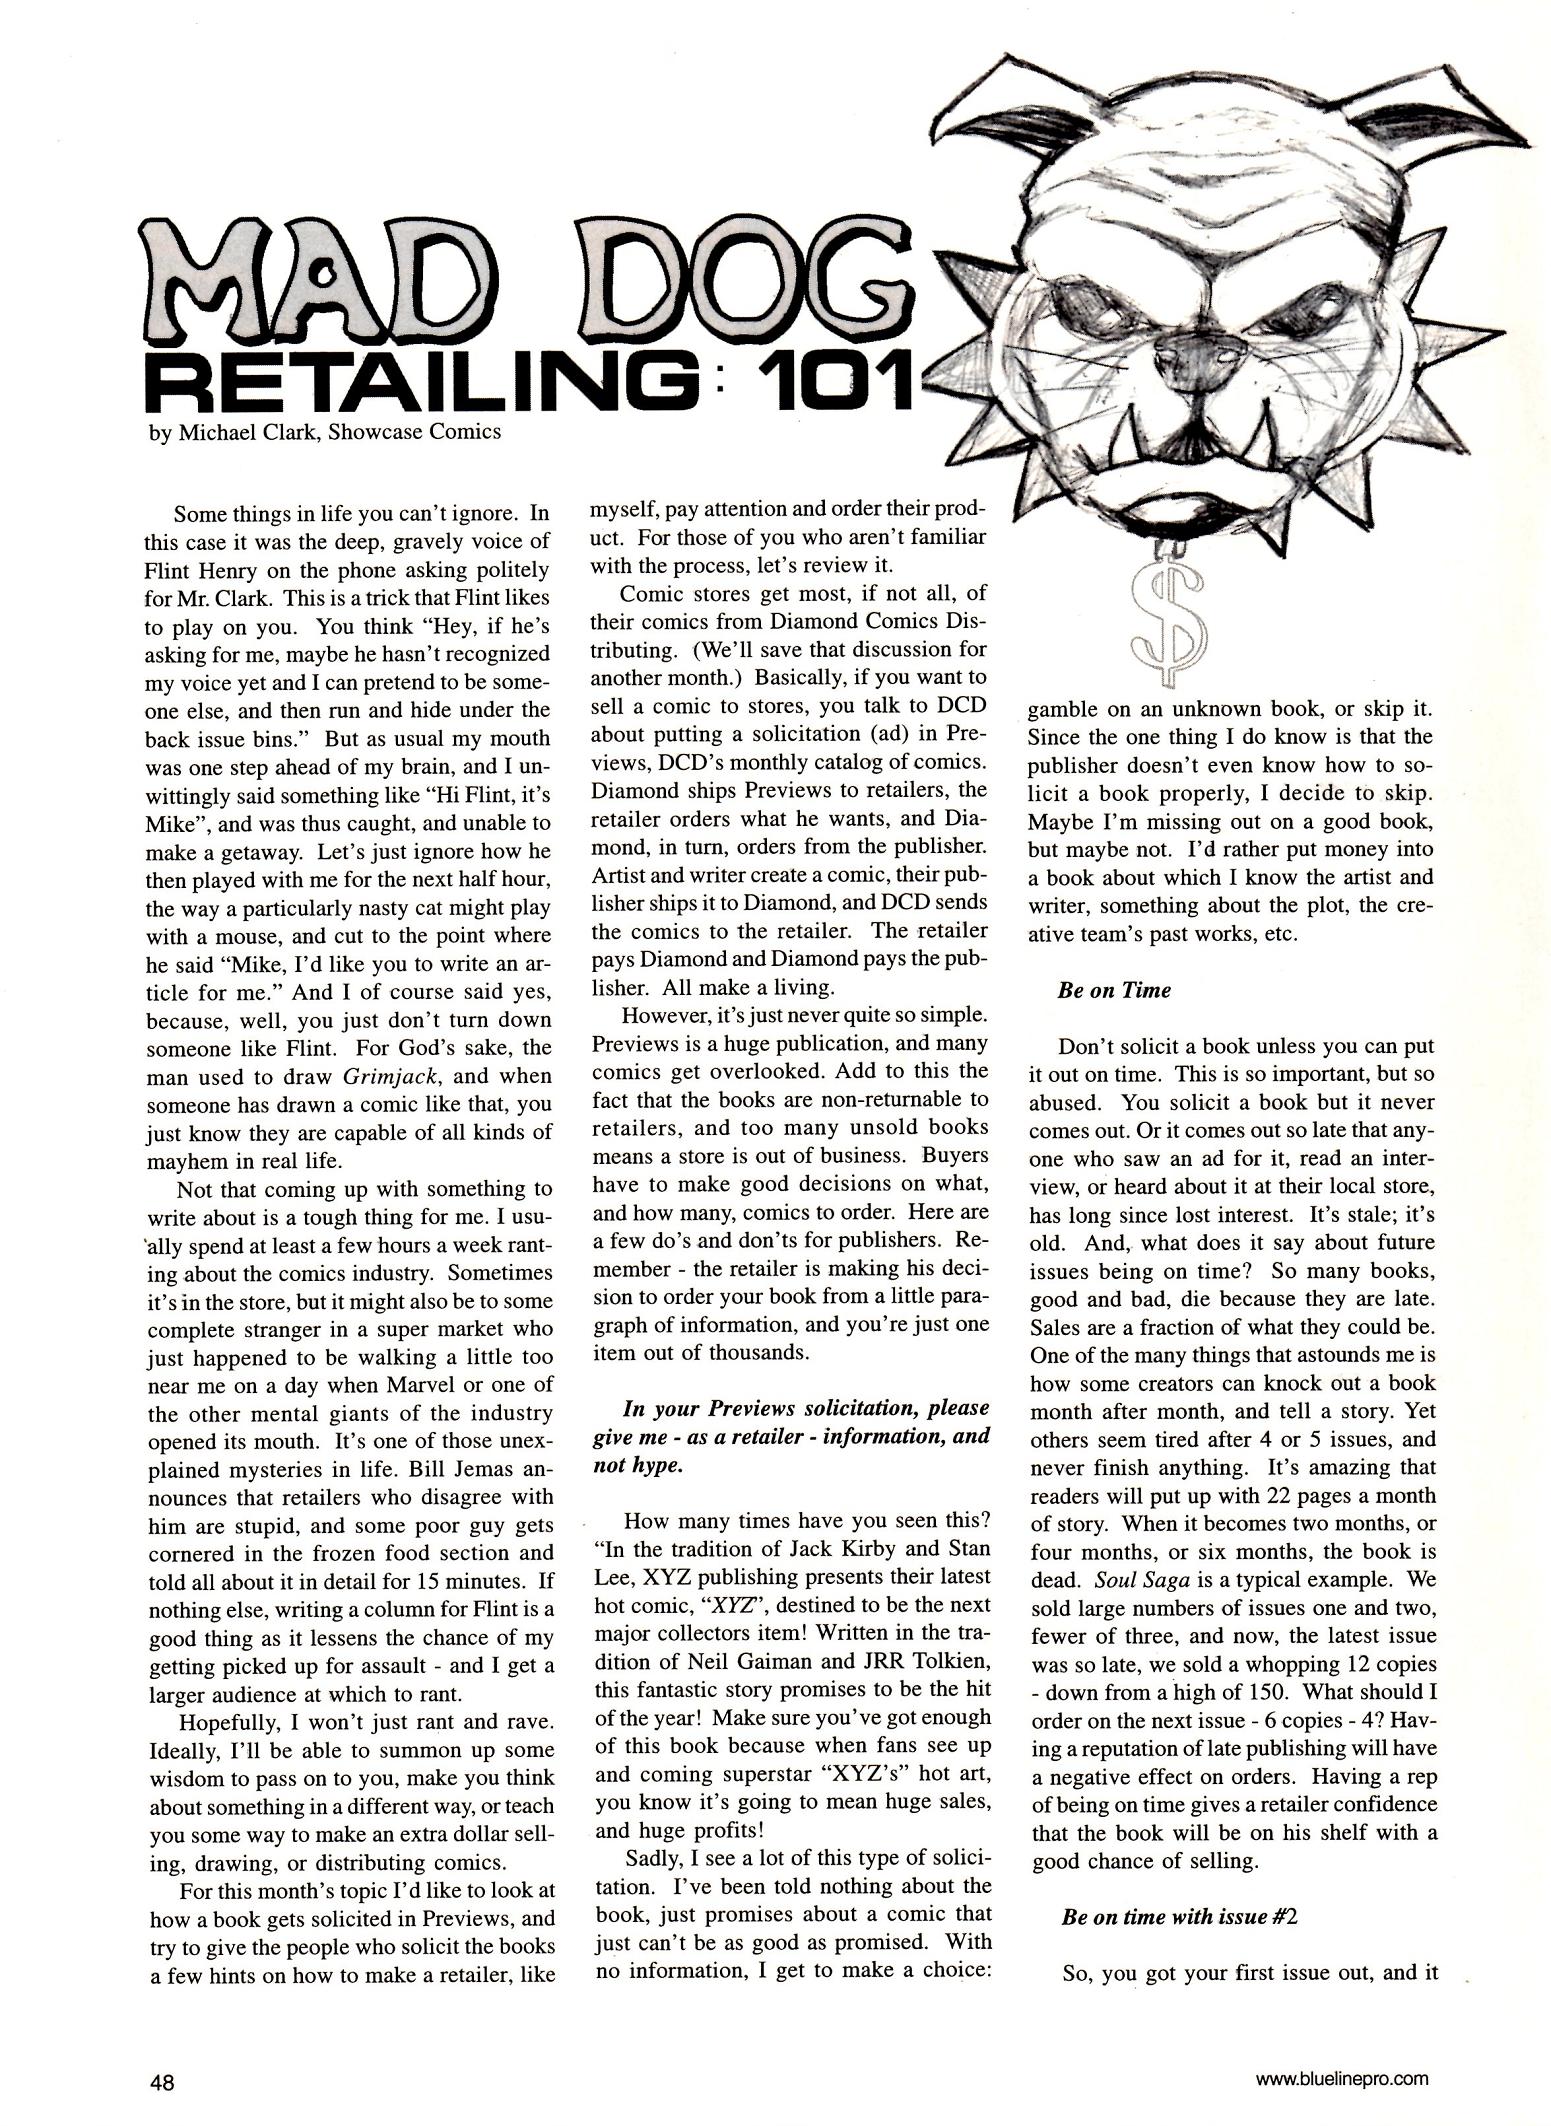 MAD DOG
RETAILING: 101
by Michael Clark, Showcase Comics
Some things in life you can't ignore. In
this case it was the deep, gravely voice of
Flint Henry on the phone asking politely
for Mr. Clark. This is a trick that Flint likes
to play on you. You think “Hey, if he's
asking for me, maybe he hasn't recognized
my voice yet and I can pretend to be some-
one else, and then run and hide under the
back issue bins.” But as usual my mouth
was one step ahead of my brain, and I un-
wittingly said something like “Hi Flint, it's
Mike”, and was thus caught, and unable to
make a getaway. Let's just ignore how he
then played with me for the next half hour,
the way a particularly nasty cat might play
with a mouse, and cut to the point where
he said “Mike, I'd like you to write an ar-
ticle for me.” And I of course said yes,
because, well, you just don't turn down
someone like Flint. For God's sake, the
man used to draw Grimjack, and when
someone has drawn a comic like that, you
just know they are capable of all kinds of
mayhem in real life.
Not that coming up with something to
write about is a tough thing for me. I usu-
ally spend at least a few hours a week rant-
ing about the comics industry. Sometimes
it's in the store, but it might also be to some
complete stranger in a super market who
just happened to be walking a little too
near me on a day when Marvel or one of
the other mental giants of the industry
opened its mouth. It's one of those unex-
plained mysteries in life. Bill Jemas an-
nounces that retailers who disagree with
him are stupid, and some poor guy gets
cornered in the frozen food section and
told all about it in detail for 15 minutes. If
nothing else, writing a column for Flint is a
good thing as it lessens the chance of my
getting picked up for assault - and I get a
larger audience at which to rant.
Hopefully, I won't just rant and rave.
Ideally, I'll be able to summon up some
wisdom to pass on to you, make you think
about something in a different way, or teach
you some way to make an extra dollar sell-
ing, drawing, or distributing comics.
For this month's topic I'd like to look at
how a book gets solicited in Previews, and
try to give the people who solicit the books
a few hints on how to make a retailer, like
myself, pay attention and order their prod-
uct. For those of you who aren't familiar
with the process, let's review it.
Comic stores get most, if not all, of
their comics from Diamond Comics Dis-
tributing. (We'll save that discussion for
another month.) Basically, if you want to
sell a comic to stores, you talk to DCD
about putting a solicitation (ad) in Pre-
views, DCD's monthly catalog of comics.
Diamond ships Previews to retailers, the
retailer orders what he wants, and Dia-
mond, in turn, orders from the publisher.
Artist and writer create a comic, their pub-
lisher ships it to Diamond, and DCD sends
the comics to the retailer. The retailer
pays Diamond and Diamond pays the pub-
lisher. All make a living.
However, it's just never quite so simple.
Previews is a huge publication, and many
comics get overlooked. Add to this the
fact that the books are non-returnable to
retailers, and too many unsold books
means a store is out of business. Buyers
have to make good decisions on what,
and how many, comics to order. Here are
a few do's and don'ts for publishers. Re-
member - the retailer is making his deci-
sion to order your book from a little para-
graph of information, and you're just one
item out of thousands.
In your Previews solicitation, please
give me - as a retailer - information, and
not hype.
How many times have you seen this?
“In the tradition of Jack Kirby and Stan
Lee, XYZ publishing presents their latest
hot comic, “XYZ”, destined to be the next
major collectors item! Written in the tra-
dition of Neil Gaiman and JRR Tolkien,
this fantastic story promises to be the hit
of the year! Make sure you've got enough
of this book because when fans see up
and coming superstar “XYZ's” hot art,
you know it's going to mean huge sales,
and huge profits!
Sadly, I see a lot of this type of solici-
tation. I've been told nothing about the
book, just promises about a comic that
just can't be as good as promised. With
no information, I get to make a choice:
$
gamble on an unknown book, or skip it.
Since the one thing I do know is that the
publisher doesn't even know how to so-
licit a book properly, I decide to skip.
Maybe I'm missing out on a good book,
but maybe not. I'd rather put money into
a book about which I know the artist and
writer, something about the plot, the cre-
ative team's past works, etc.
Be on Time
Don't solicit a book unless you can put
it out on time. This is so important, but so
abused. You solicit a book but it never
comes out. Or it comes out so late that any-
one who saw an ad for it, read an inter-
view, or heard about it at their local store,
has long since lost interest. It's stale; it's
old. And, what does it say about future
issues being on time? So many books,
good and bad, die because they are late.
Sales are a fraction of what they could be.
One of the many things that astounds me is
how some creators can knock out a book
month after month, and tell a story. Yet
others seem tired after 4 or 5 issues, and
never finish anything. It's amazing that
readers will put up with 22 pages a month
of story. When it becomes two months, or
four months, or six months, the book is
dead. Soul Saga is a typical example. We
sold large numbers of issues one and two,
fewer of three, and now, the latest issue
was so late, we sold a whopping 12 copies
- down from a high of 150. What should I
order on the next issue - 6 copies - 4? Hav-
ing a reputation of late publishing will have
a negative effect on orders. Having a rep
of being on time gives a retailer confidence
that the book will be on his shelf with a
good chance of selling.
Be on time with issue #2
So, you got your first issue out, and it
48
www.bluelinepro.com